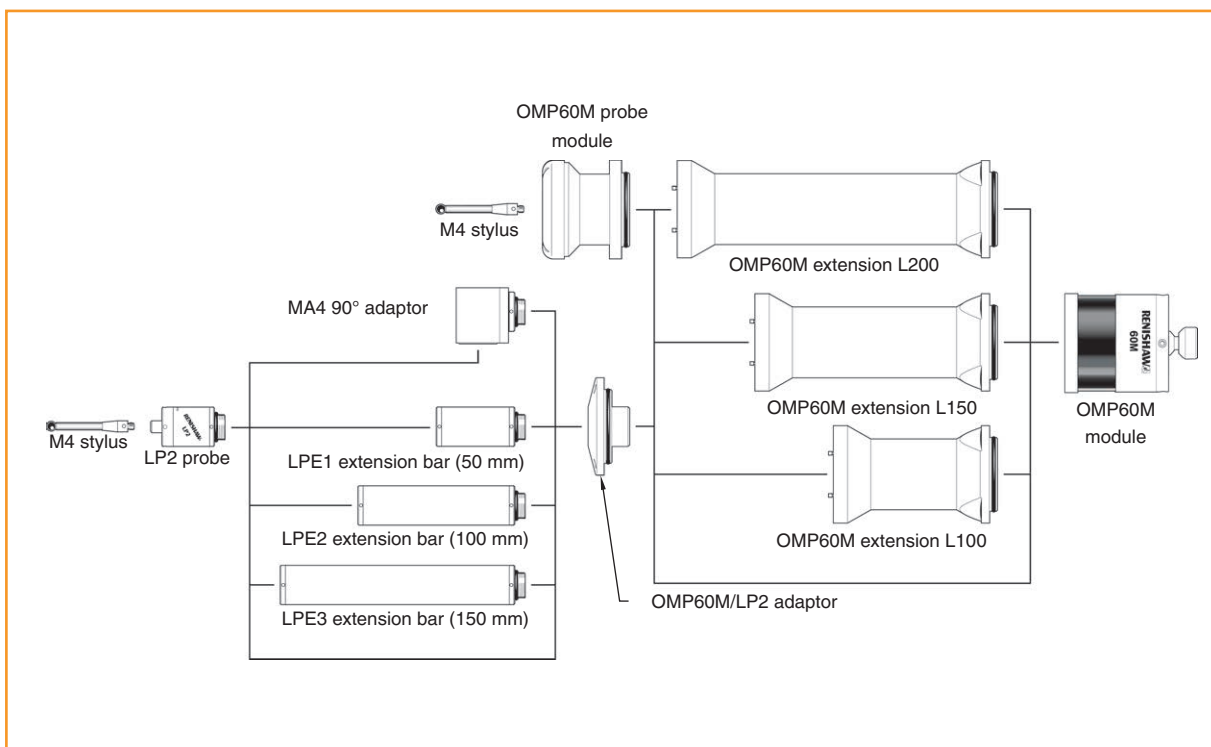 OMP60M probe
module
M4 stylus
OMP60M extension L200
MA4 90° adaptor
RENISHAW
60M
OMP60M extension L150
OMP60M
module
M4 stylus
RENISHAW
LP2
LP2 probe
LPE1 extension bar (50 mm)
LPE2 extension bar (100 mm)
OMP60M extension L100
LPE3 extension bar (150 mm)
OMP60M/LP2 adaptor